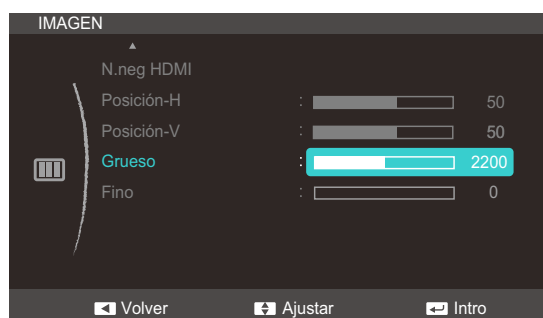 IMAGEN
N.neg HDMI
Posición-H : 50
Posición-V : 50
Grueso : 2200
Fino : 0
Volver Ajustar Intro